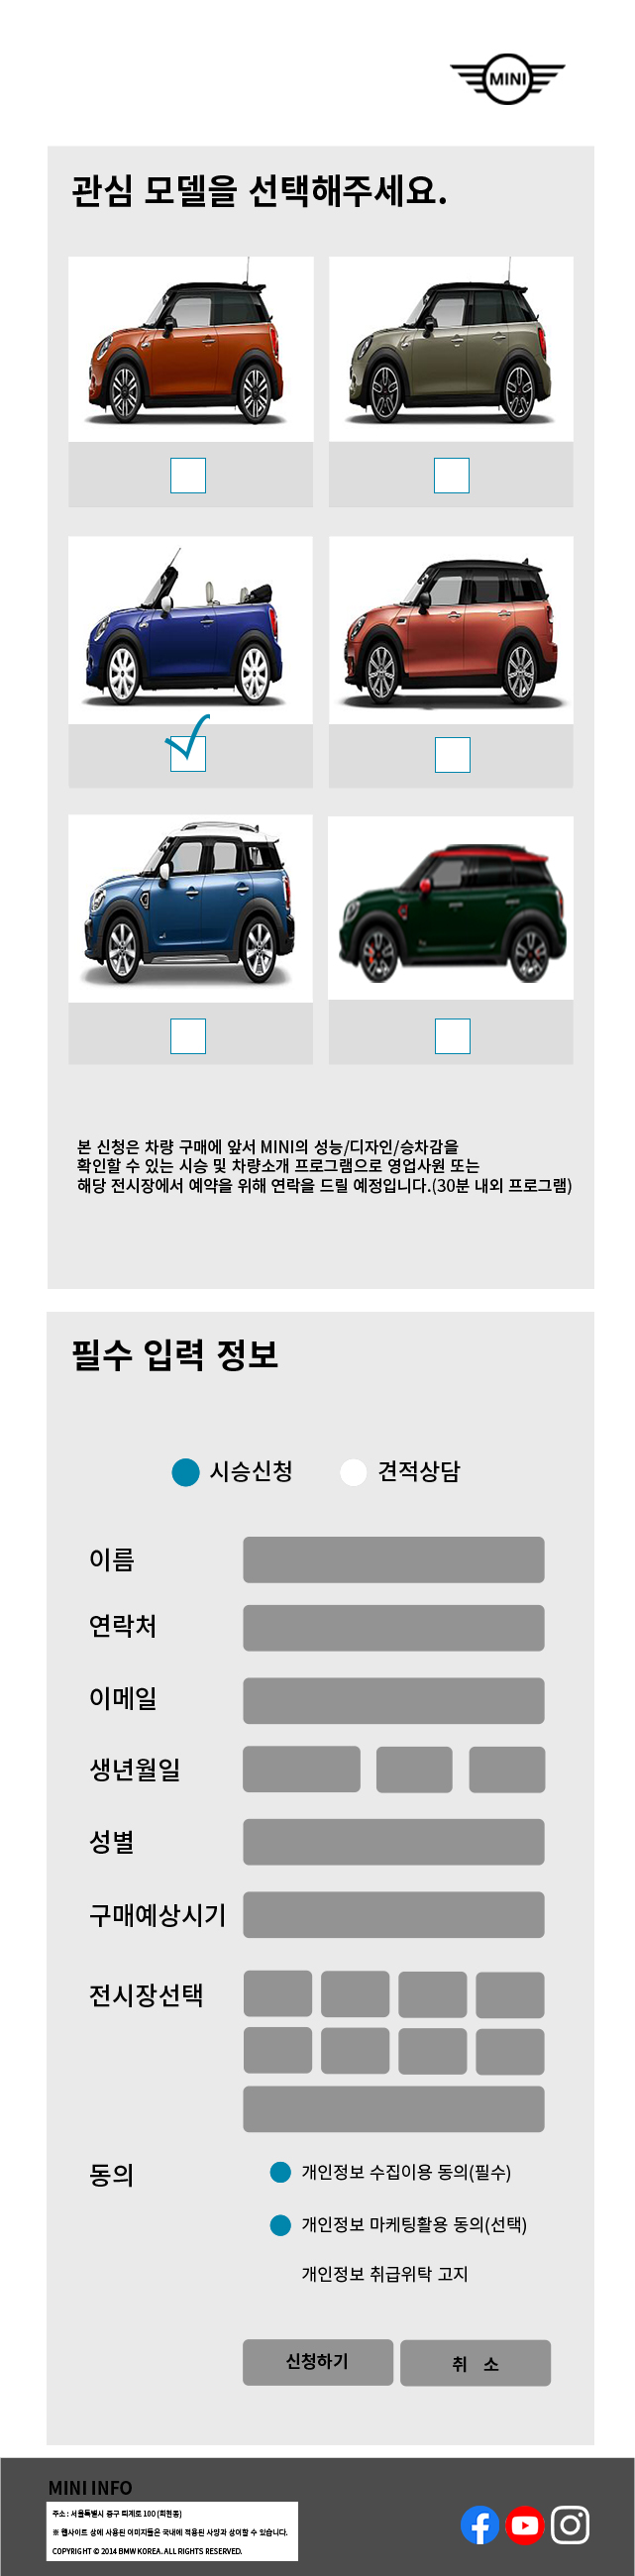 MINI
관심 모델을 선택해주세요.
본 신청은 차량 구매에 앞서 MINI의 성능/디자인/승차감을
확인할 수 있는 시승 및 차량소개 프로그램으로 영업사원 또는
해당 전시장에서 예약을 위해 연락을 드릴 예정입니다.(30분 내외 프로그램)
필수 입력 정보
시승신청 견적상담
이름
연락처
이메일
생년월일
성별
구매예상시기
전시장선택
동의
개인정보 수집이용 동의(필수)
개인정보 마케팅활용 동의(선택)
개인정보 취급위탁 고지
신청하기 취 소
MINI INFO
주소 : 서울특별시 중구 퇴계로 100 (회현동)
※ 웹사이트 상에 사용된 이미지들은 국내에 적용된 사양과 상이할 수 있습니다.
COPYRIGHT © 2014 BMW KOREA. ALL RIGHTS RESERVED.